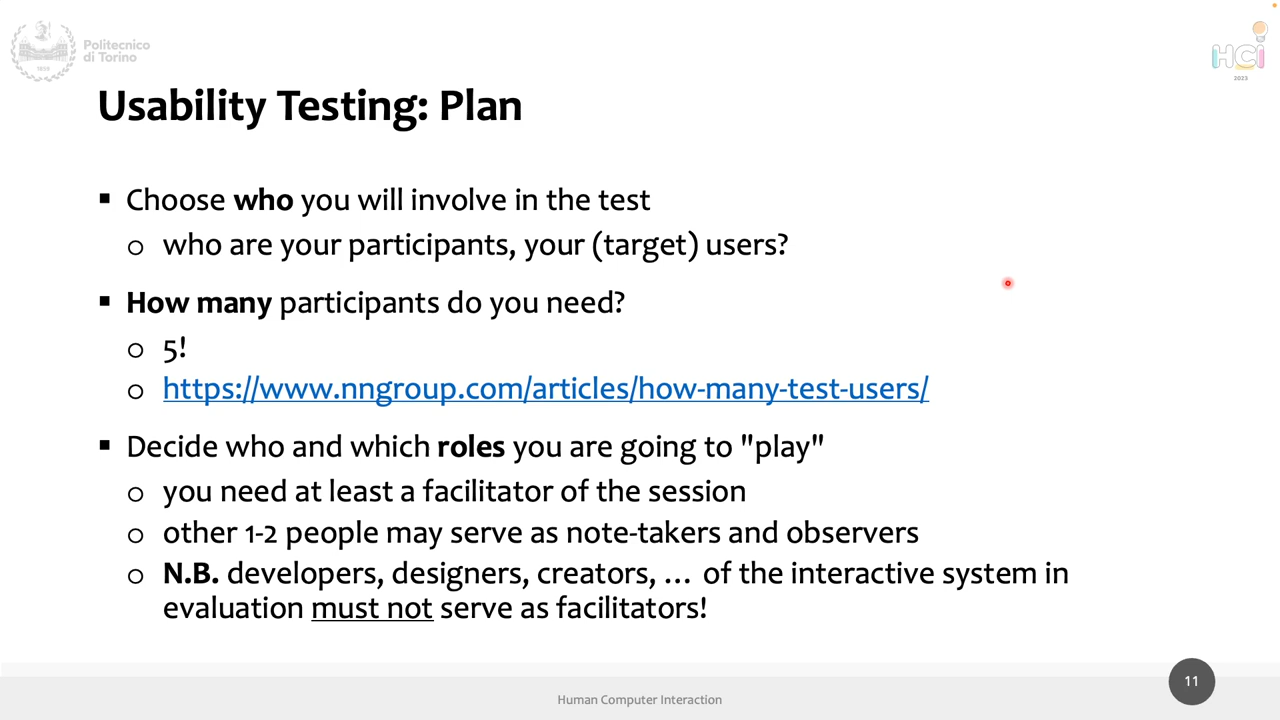 Politecnico
di Torino
1859
HCI
2023
Usability Testing: Plan
▪ Choose who you will involve in the test
o who are your participants, your (target) users?
▪ How many participants do you need?
o 5!
o https://www.nngroup.com/articles/how-many-test-users/
▪ Decide who and which roles you are going to "play"
o you need at least a facilitator of the session
o other 1-2 people may serve as note-takers and observers
o N.B. developers, designers, creators, … of the interactive system in
evaluation must not serve as facilitators!
Human Computer Interaction
11